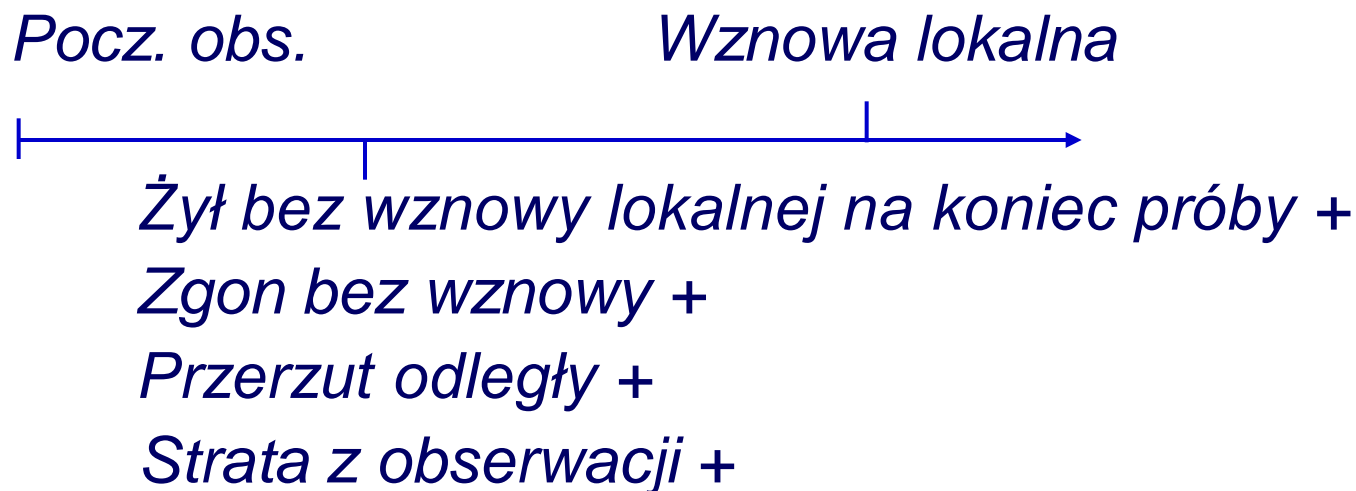 Pocz. obs. Wznowa lokalna
Żył bez wznowy lokalnej na koniec próby +
Zgon bez wznowy +
Przerzut odległy +
Strata z obserwacji +